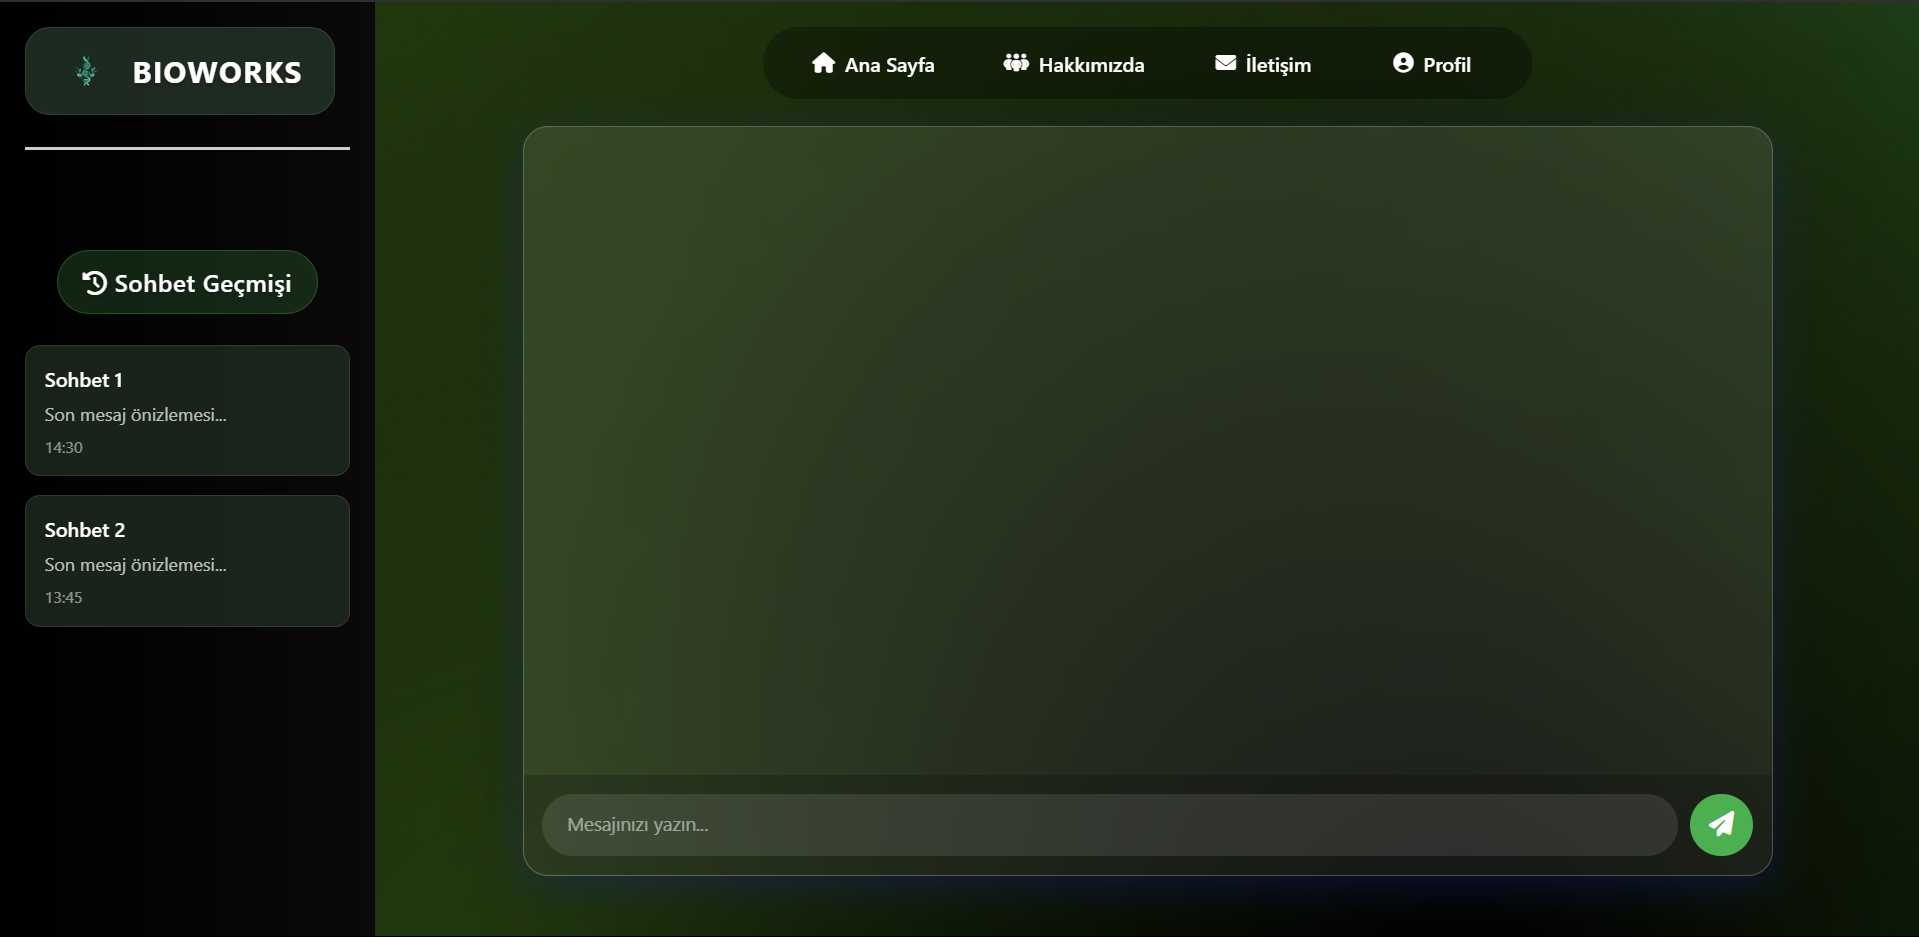 BIOWORKS
Ana Sayfa
Hakkımızda
İletişim
Profil
Sohbet Geçmişi
Sohbet 1
Son mesaj önizlemesi...
14:30
Sohbet 2
Son mesaj önizlemesi...
13:45
Mesajınızı yazın...